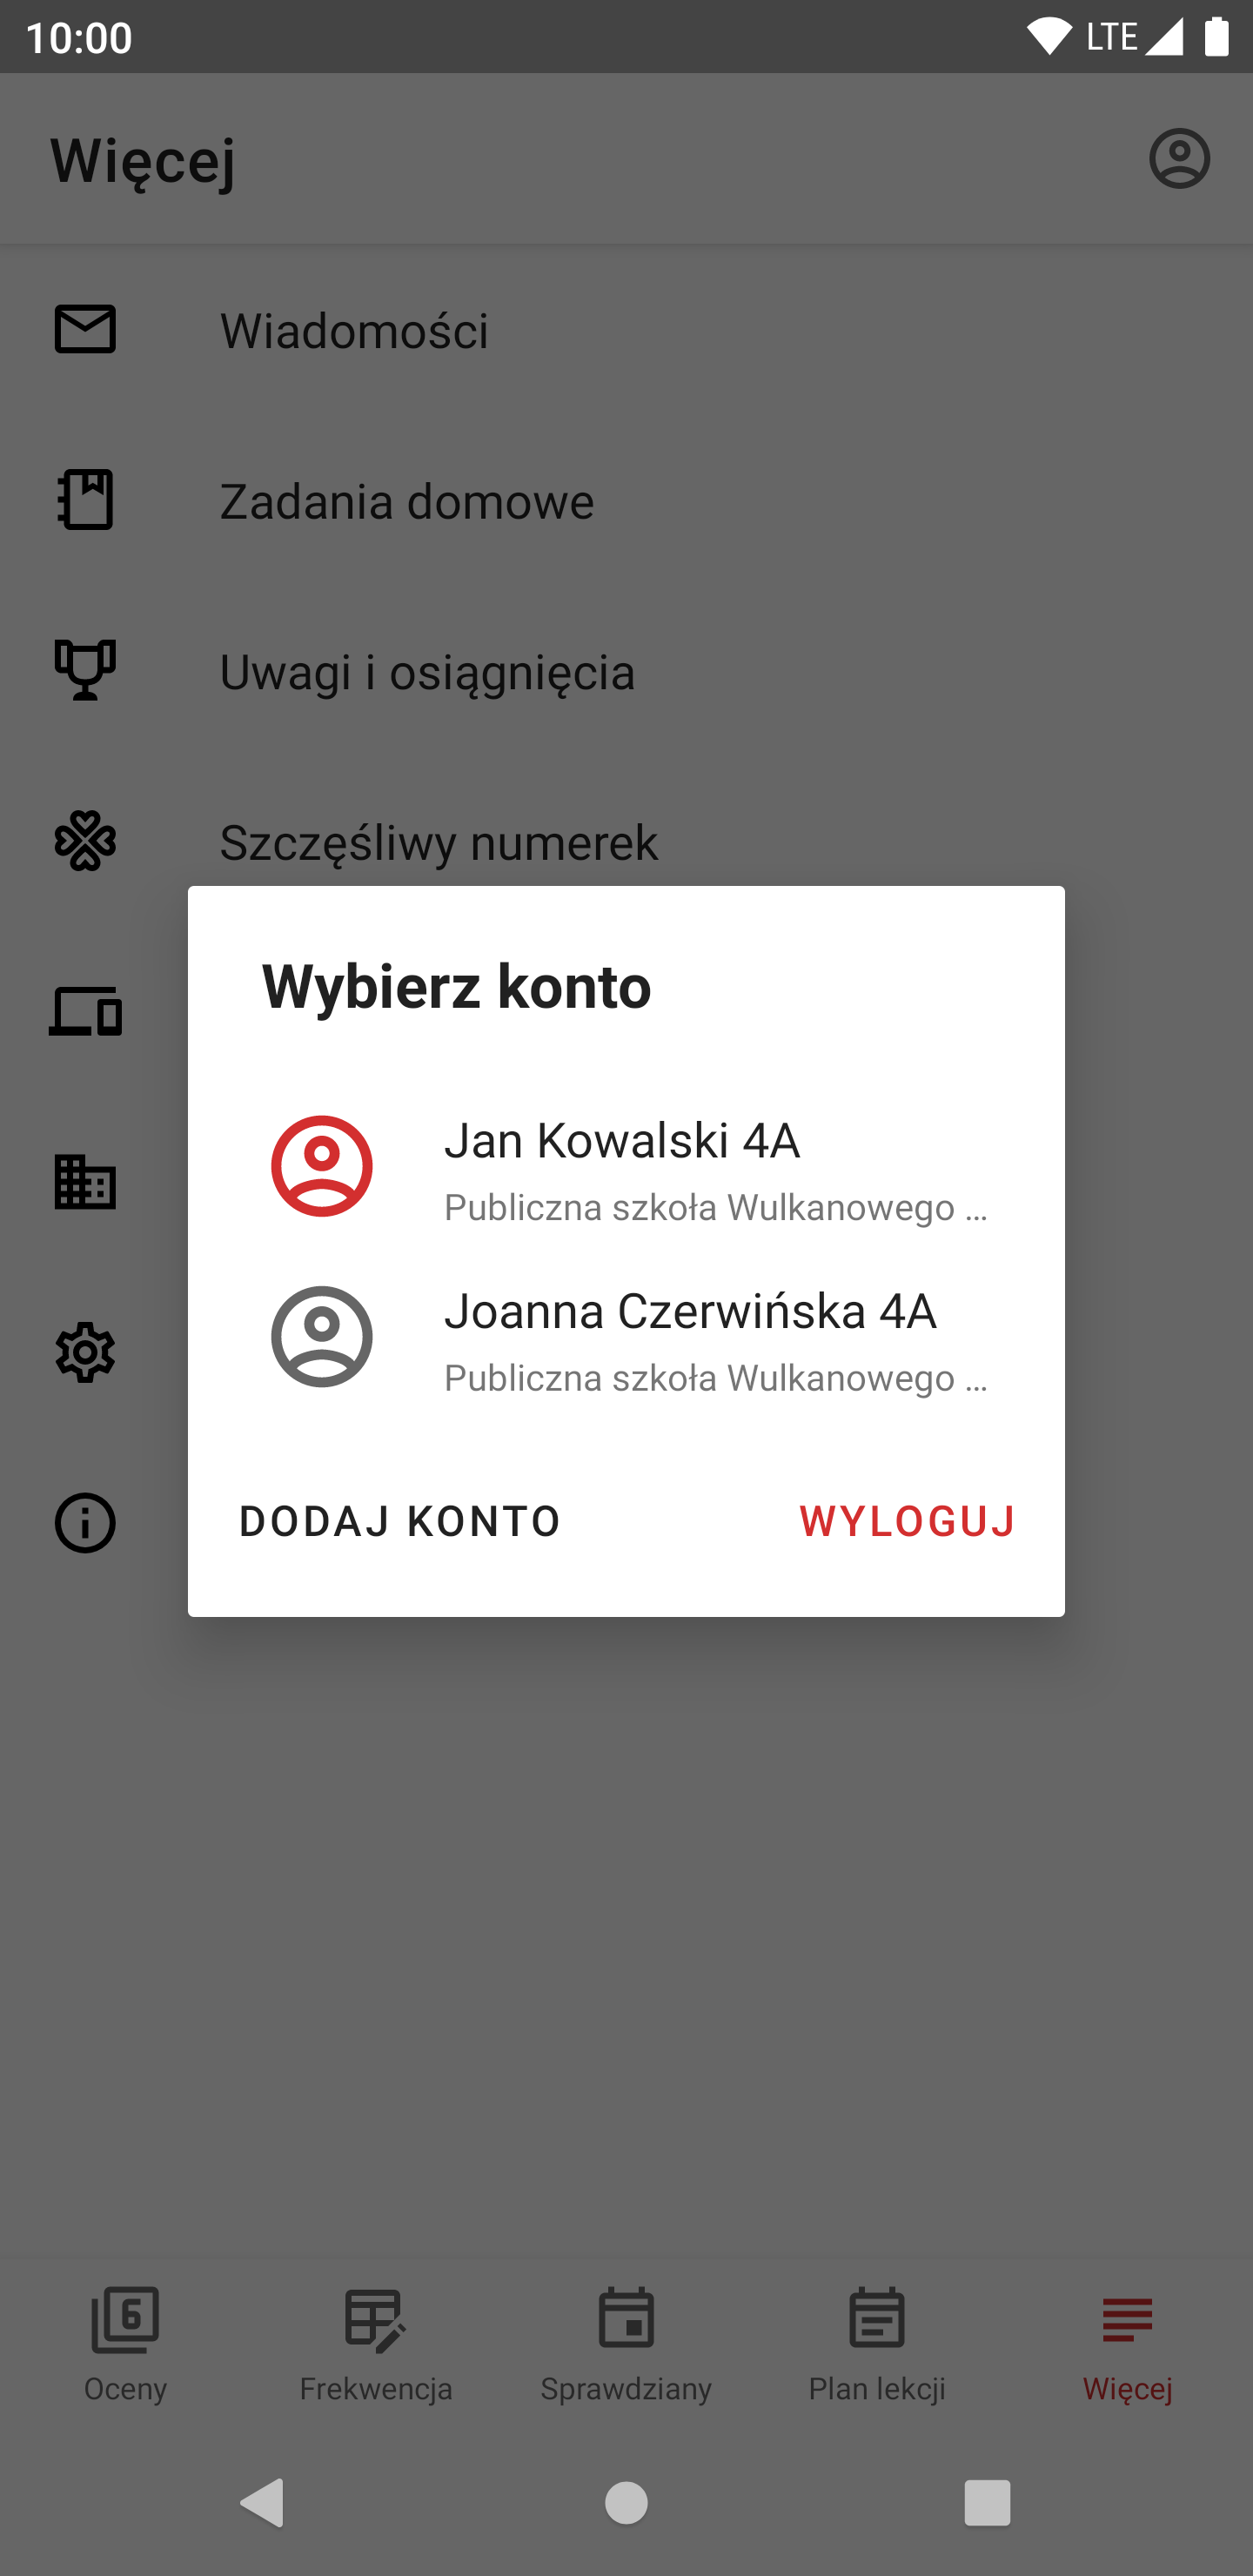 10:00
LTE
Więcej
Wiadomości
Zadania domowe
Uwagi i osiągnięcia
Szczęśliwy numerek
Wybierz konto
Jan Kowalski 4A
Publiczna szkoła Wulkanowego ...
Joanna Czerwińska 4A
Publiczna szkoła Wulkanowego ...
DODAJ KONTO
WYLOGUJ
6
Oceny
Frekwencja
Sprawdziany
Plan lekcji
Więcej